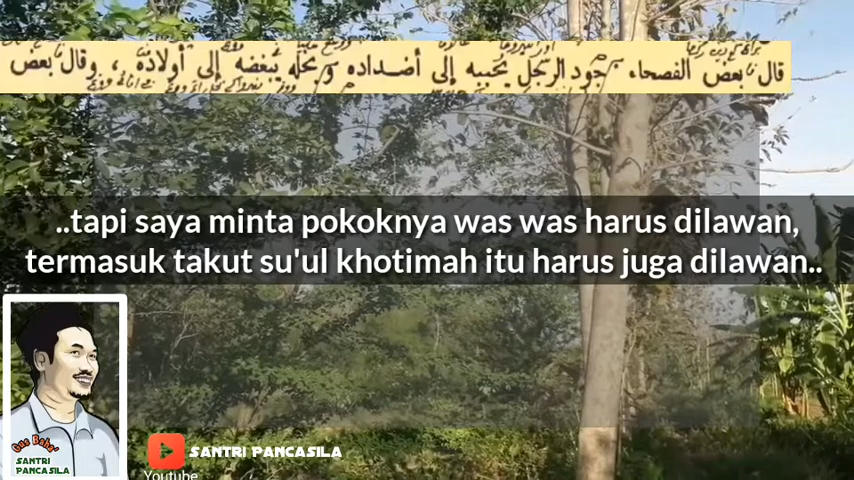 قال بعض الفصحاء جود الرجل يحببه إلى أضداده وبخله يبغضه إلى أولاده ، وقال بعض
..tapi saya minta pokoknya was was harus dilawan,
termasuk takut su'ul khotimah itu harus juga dilawan..
Gus Baha'
SANTRI
PANCASILA
SANTRI PANCASILA
Youtube